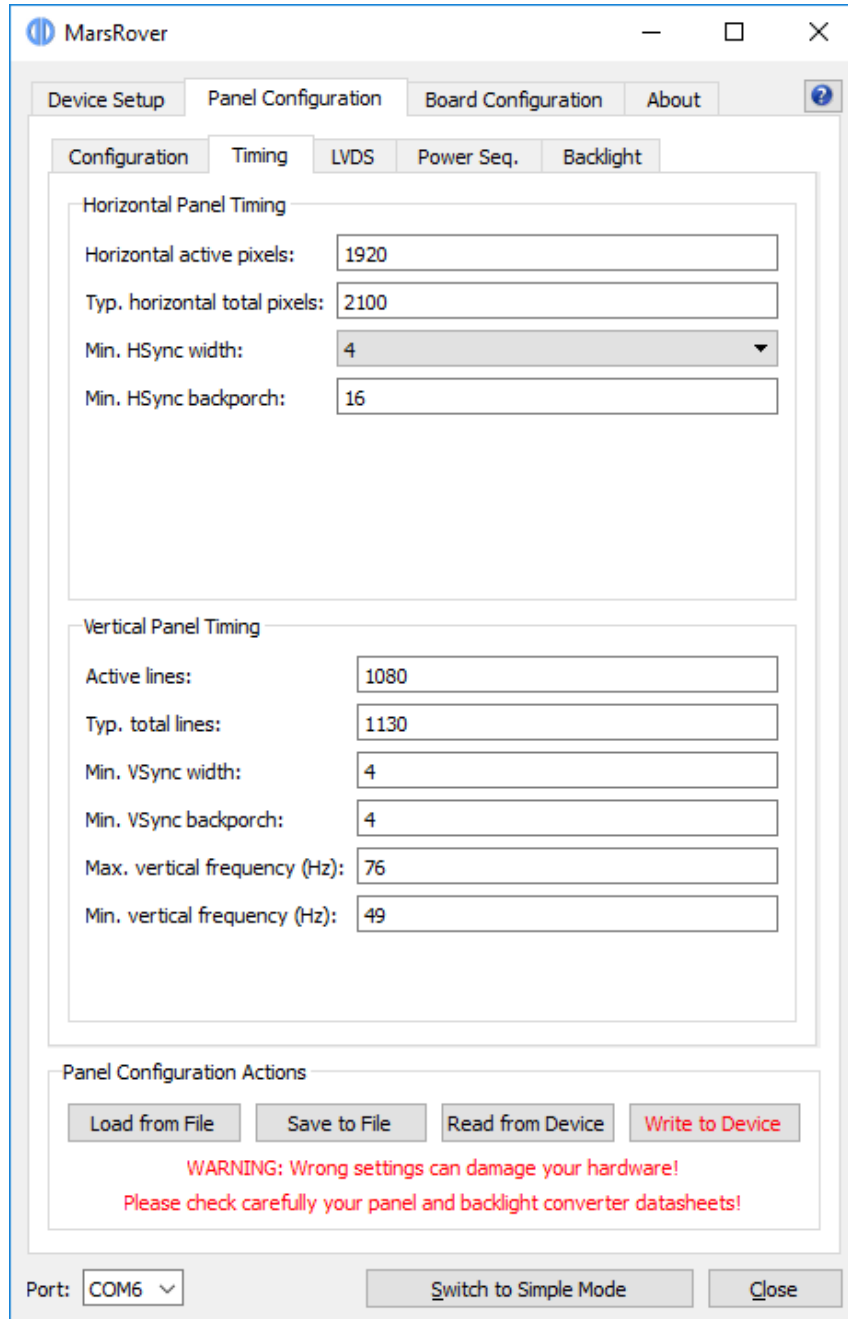 MarsRover
Device Setup Panel Configuration Board Configuration About
Configuration Timing LVDS Power Seq. Backlight
Horizontal Panel Timing
Horizontal active pixels: 1920
Typ. horizontal total pixels: 2100
Min. HSync width: 4
Min. HSync backporch: 16
Vertical Panel Timing
Active lines: 1080
Typ. total lines: 1130
Min. VSync width: 4
Min. VSync backporch: 4
Max. vertical frequency (Hz): 76
Min. vertical frequency (Hz): 49
Panel Configuration Actions
Load from File Save to File Read from Device Write to Device
WARNING: Wrong settings can damage your hardware!
Please check carefully your panel and backlight converter datasheets!
Port: COM6 Switch to Simple Mode Close